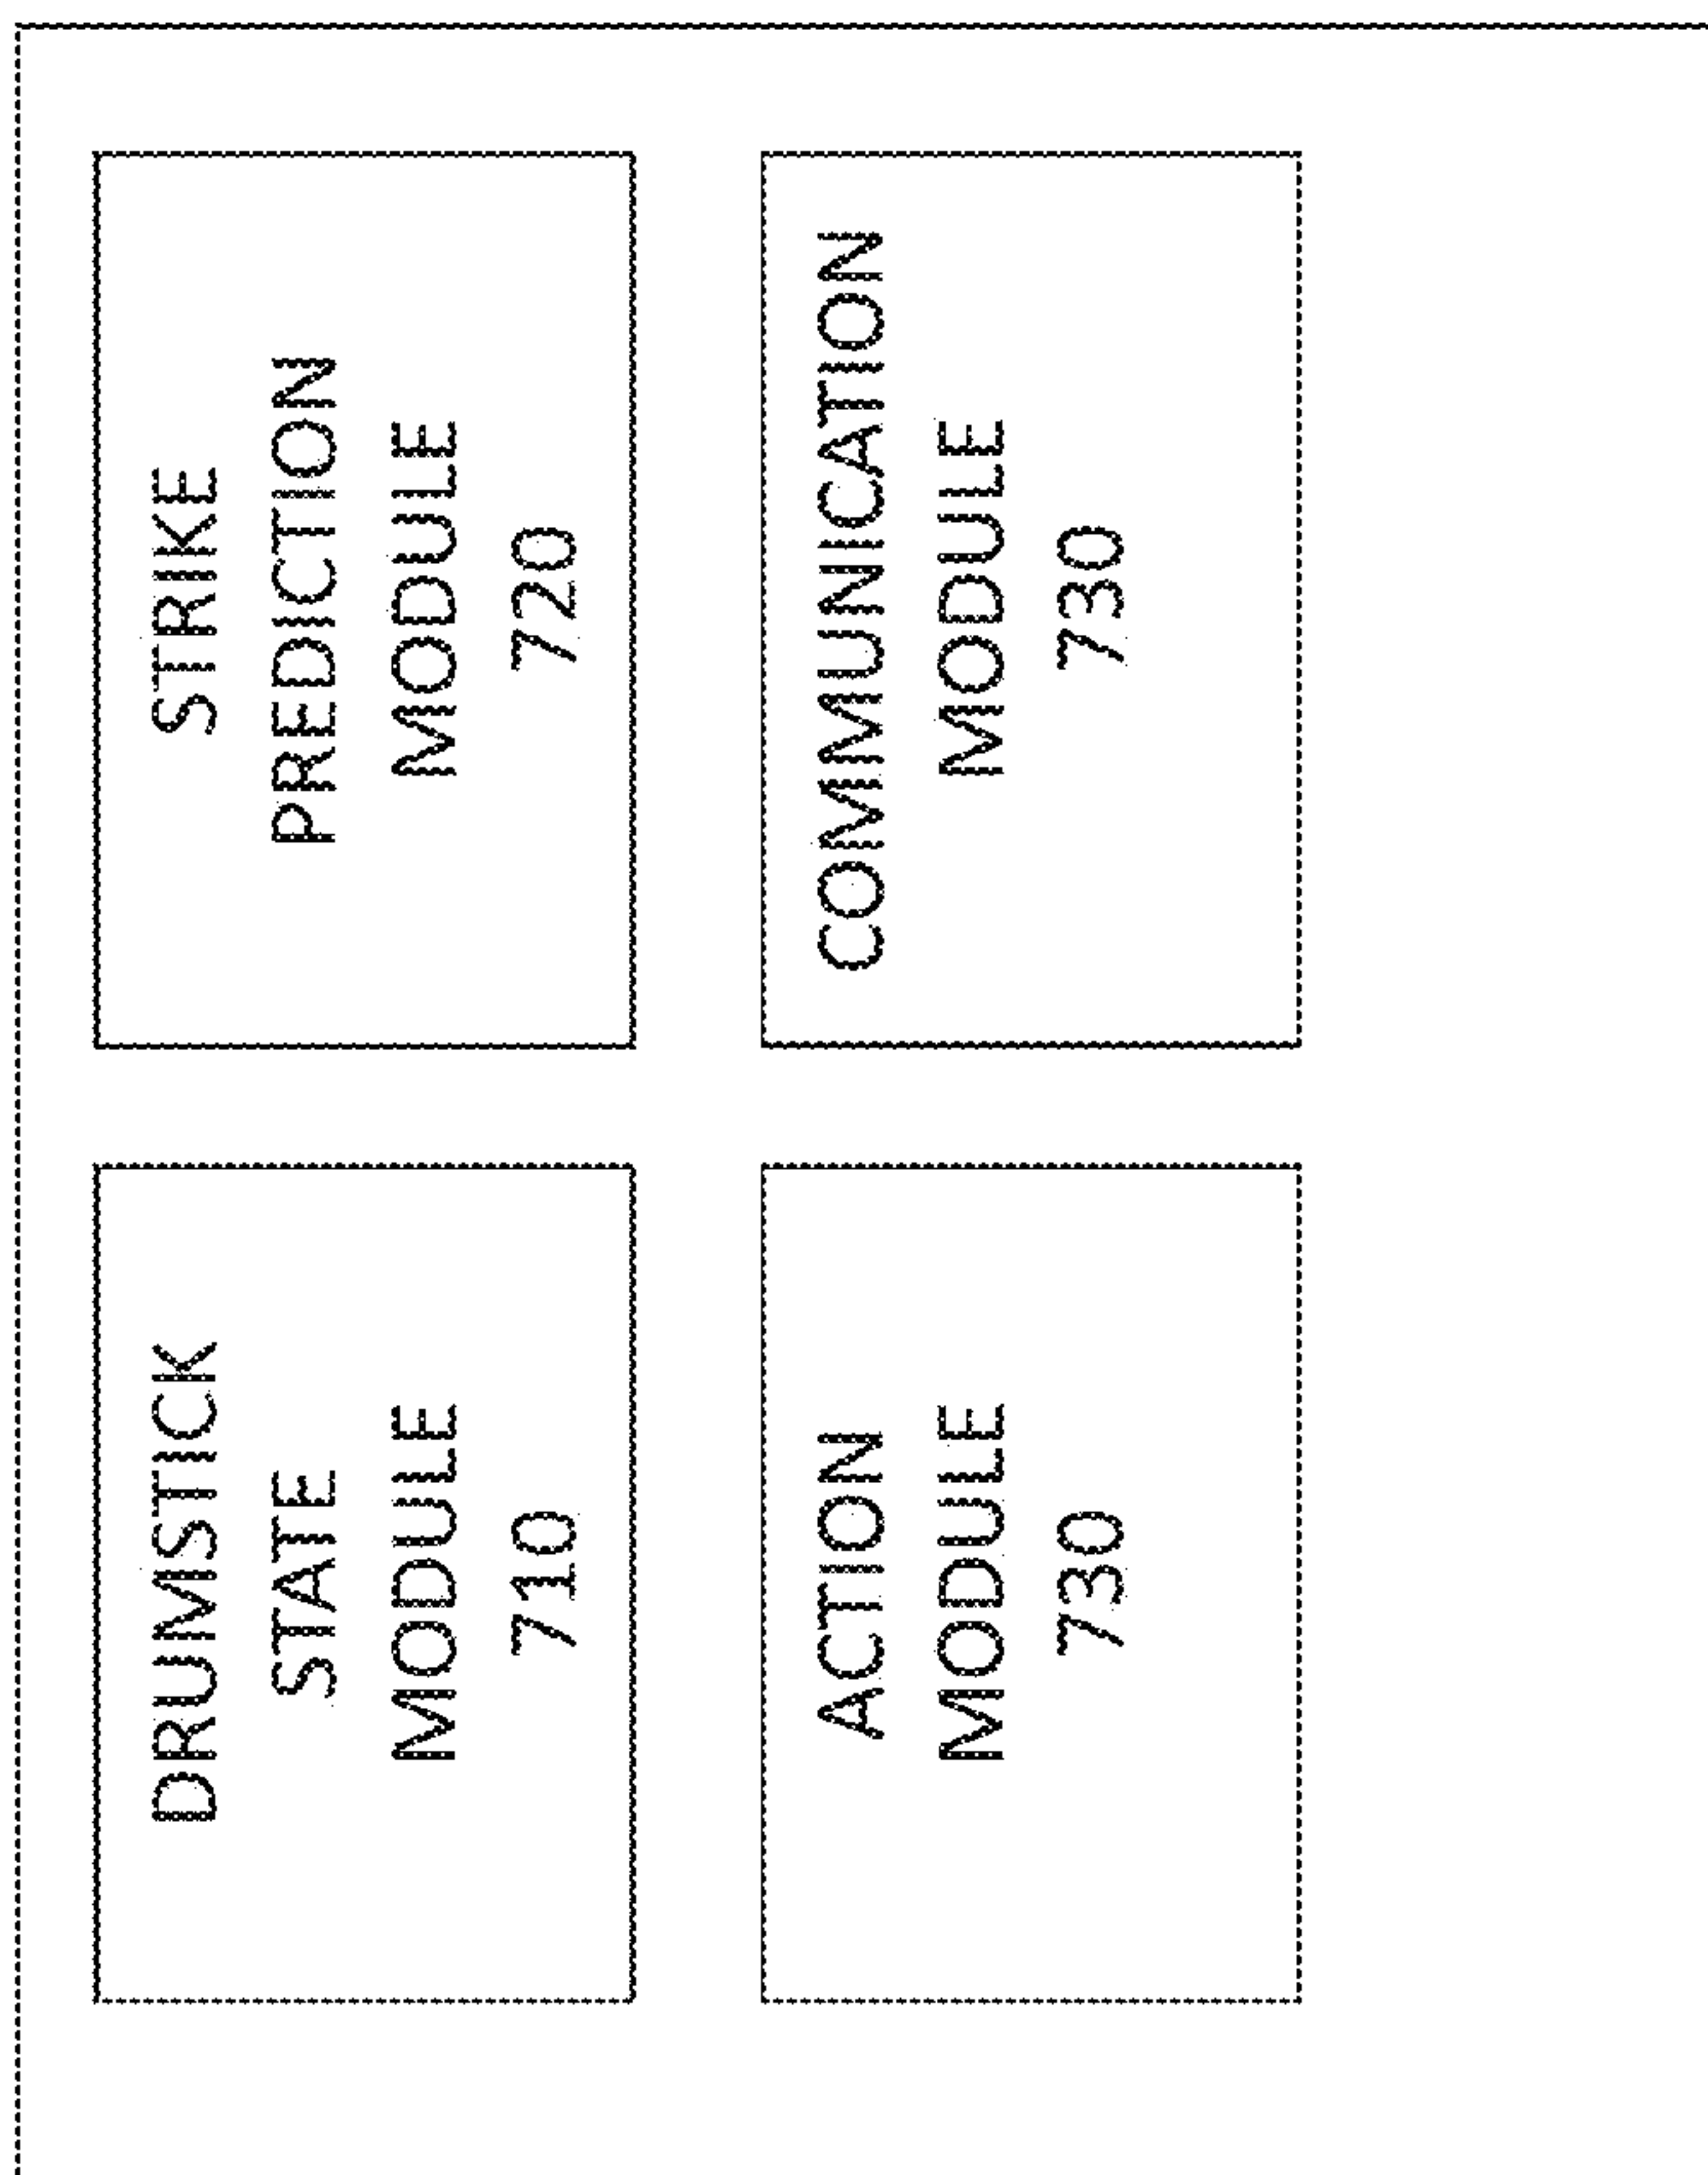 DRUMSTICK
STATE
MODULE
710
STRIKE
PREDICTION
MODULE
720
ACTION
MODULE
730
COMMUNICATION
MODULE
730